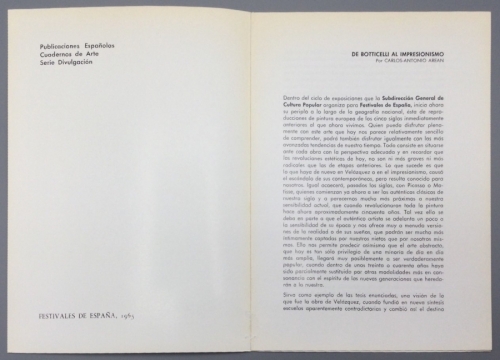 Publicaciones Españolas
Cuadernos de Arte
Serie Divulgación
FESTIVALES DE ESPAÑA, 1965
DE BOTTICELLI AL IMPRESIONISMO
Por CARLOS-ANTONIO AREAN
Dentro del ciclo de exposiciones que la Subdirección General de
Cultura Popular organiza para Festivales de España, inicia ahora
su periplo a lo largo de la geografía nacional, ésta de repro-
ducciones de pintura europea de los cinco siglos inmediatamente
anteriores al que ahora vivimos. Quien pueda disfrutar plena-
mente con este arte que hoy nos parece relativamente sencillo
de comprender, podrá también disfrutar igualmente con las más
avanzadas tendencias de nuestro tiempo. Todo consiste en situarse
ante cada obra con la perspectiva adecuada y en recordar que
las revoluciones estéticas de hoy, no son ni más graves ni más
radicales que las de etapas anteriores. Lo que sucede es que
lo que haya de nuevo en Velázquez o en el impresionismo, causó
el escándalo de sus contemporáneos, pero resulta conocido para
nosotros. Igual acaecerá, pasados los siglos, con Picasso o Ma-
tisse, quienes comienzan ya ahora a ser los auténticos clásicos de
nuestro siglo y a parecernos mucho más próximos a nuestra
sensibilidad actual, que cuando revolucionaron toda la pintura
hace ahora aproximadamente cincuenta años. Tal vez ello se
deba en parte a que el auténtico artista se adelanta un poco a
la sensibilidad de su época y nos ofrece muy a menudo versio-
nes de la realidad o de sus sueños, que podrán ser mucho más
nítidamente captadas por nuestros nietos que por nosotros mis-
mos. Ello nos permite predecir asimismo que el arte abstracto,
que hoy es tan sólo privilegio de una minoría de día en día
más amplia, llegará muy posiblemente a ser verdaderamente
popular, cuando dentro de unos treinta o cuarenta años haya
sido parcialmente sustituido por otras modalidades más en con-
sonancia con el espíritu de las nuevas generaciones que hereda-
rán a la nuestra.
Sirva como ejemplo de las tesis enunciadas, una visión de lo
que fue la obra de Velázquez, cuando fundió en nueva síntesis
escuelas aparentemente contradictorias y cambió así el destino